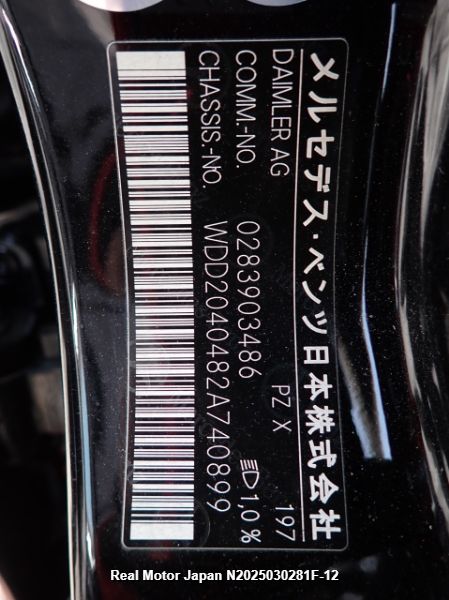 メルセデス・ベンツ日本株式会社
DAIMLER AG 197
COMM.-NO. 0283903486 PZ X
CHASSIS.-NO. WDD2040482A740899 1,0 %
Real Motor Japan N2025030281F-12